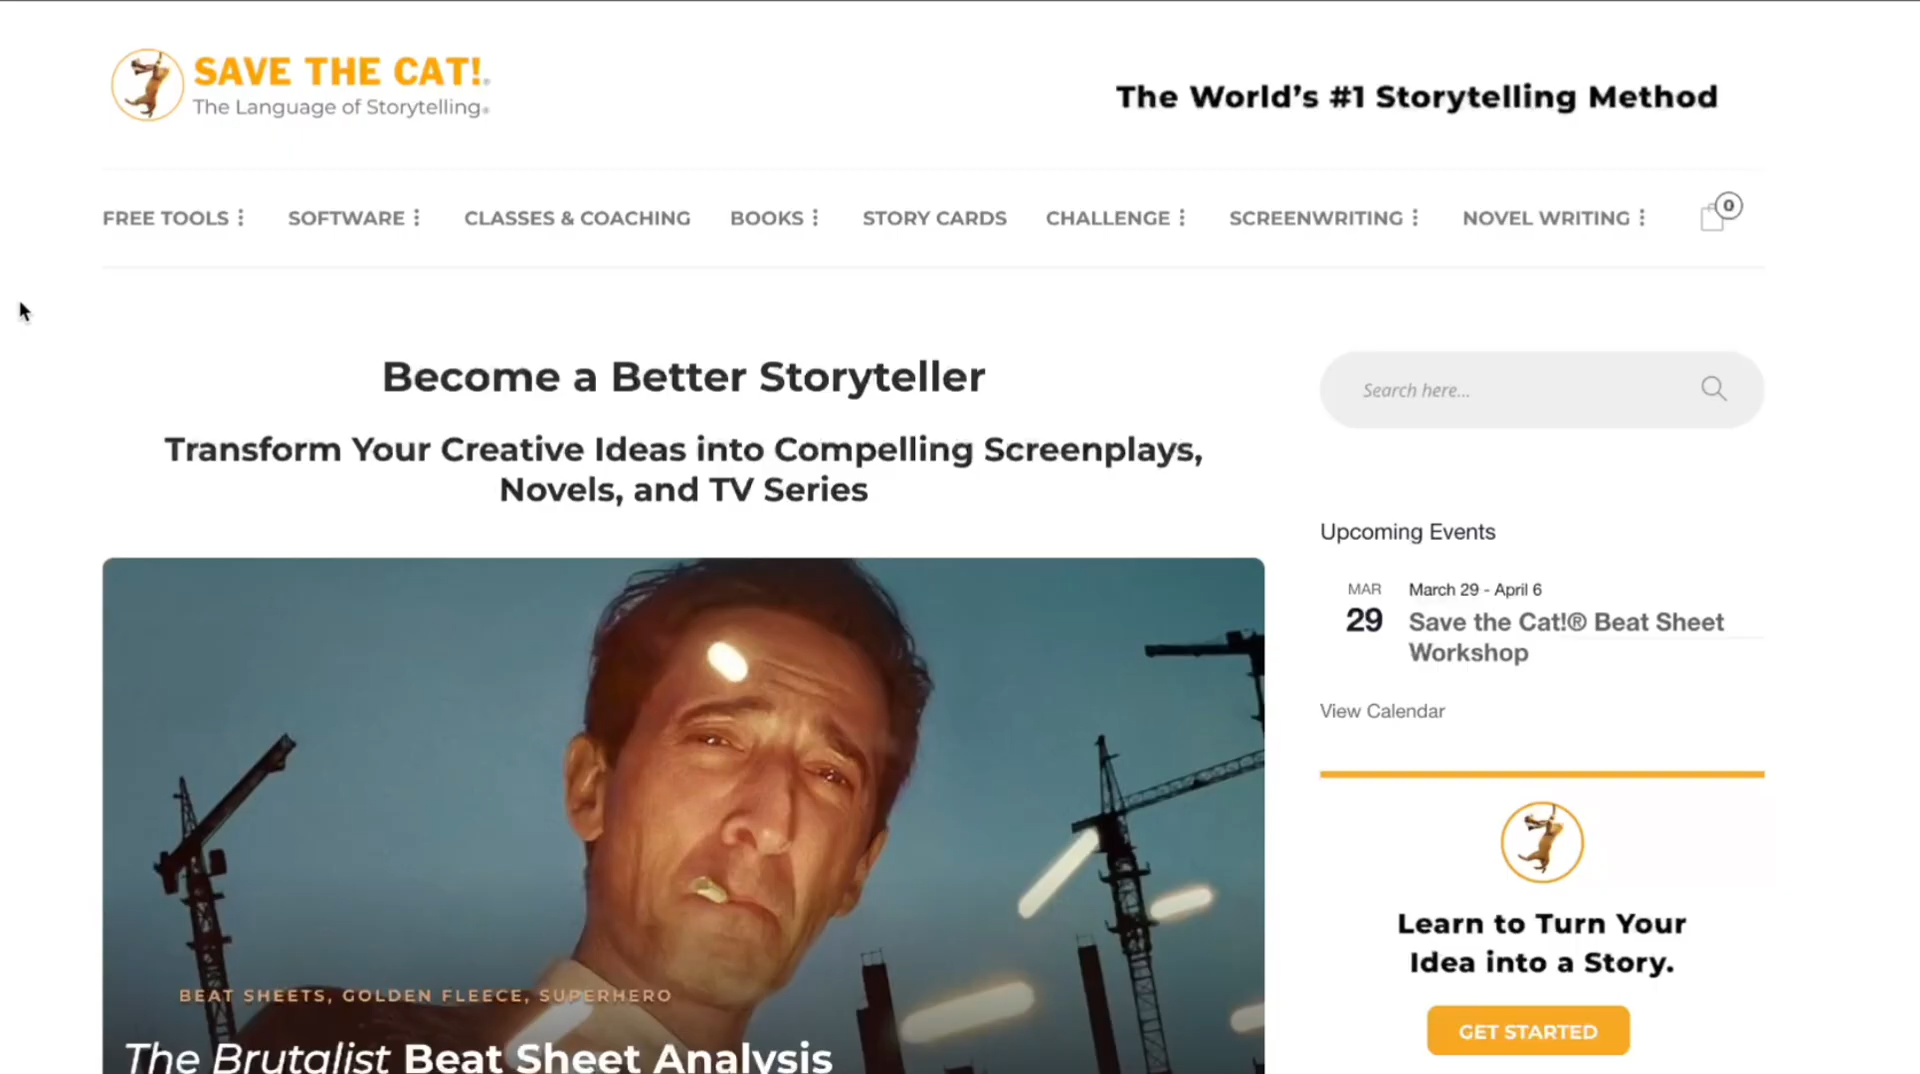 SAVE THE CAT!®
The Language of Storytelling®
The World's #1 Storytelling Method
FREE TOOLS
SOFTWARE
CLASSES & COACHING
BOOKS
STORY CARDS
CHALLENGE
SCREENWRITING
NOVEL WRITING
0
Become a Better Storyteller
Transform Your Creative Ideas into Compelling Screenplays,
Novels, and TV Series
BEAT SHEETS, GOLDEN FLEECE, SUPERHERO
The Brutalist Beat Sheet Analysis
Search here...
Upcoming Events
MAR
29
March 29 - April 6
Save the Cat!® Beat Sheet
Workshop
View Calendar
Learn to Turn Your
Idea into a Story.
GET STARTED